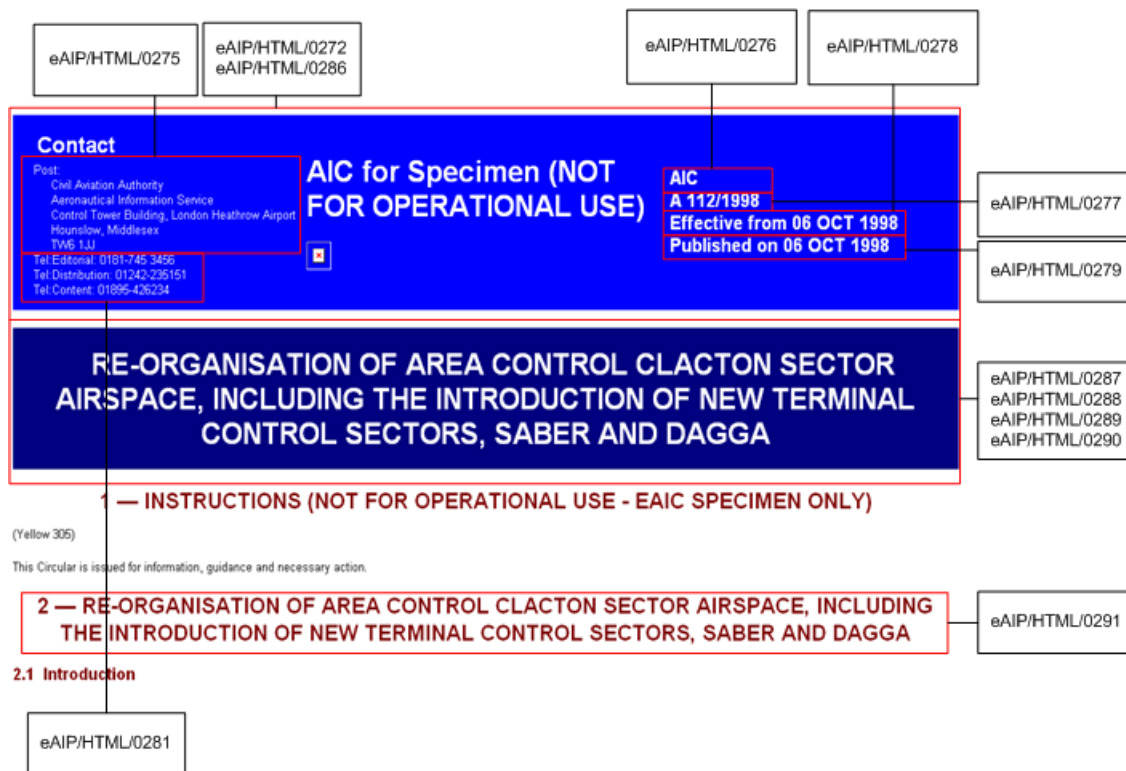 eAIP/HTML/0275
eAIP/HTML/0272
eAIP/HTML/0286
eAIP/HTML/0276
eAIP/HTML/0278
Contact
Post:
Civil Aviation Authority
Aeronautical Information Service
Control Tower Building, London Heathrow Airport
Hounslow, Middlesex
TW6 1JJ
Tel:Editorial: 0181-745 3456
Tel:Distribution: 01242-235151
Tel:Content: 01895-426234
AIC for Specimen (NOT
FOR OPERATIONAL USE)
AIC
A 112/1998
Effective from 06 OCT 1998
Published on 06 OCT 1998
eAIP/HTML/0277
eAIP/HTML/0279
RE-ORGANISATION OF AREA CONTROL CLACTON SECTOR
AIRSPACE, INCLUDING THE INTRODUCTION OF NEW TERMINAL
CONTROL SECTORS, SABER AND DAGGA
eAIP/HTML/0287
eAIP/HTML/0288
eAIP/HTML/0289
eAIP/HTML/0290
1 — INSTRUCTIONS (NOT FOR OPERATIONAL USE - EAIC SPECIMEN ONLY)
(Yellow 305)
This Circular is issued for information, guidance and necessary action.
2 — RE-ORGANISATION OF AREA CONTROL CLACTON SECTOR AIRSPACE, INCLUDING
THE INTRODUCTION OF NEW TERMINAL CONTROL SECTORS, SABER AND DAGGA
eAIP/HTML/0291
2.1 Introduction
eAIP/HTML/0281